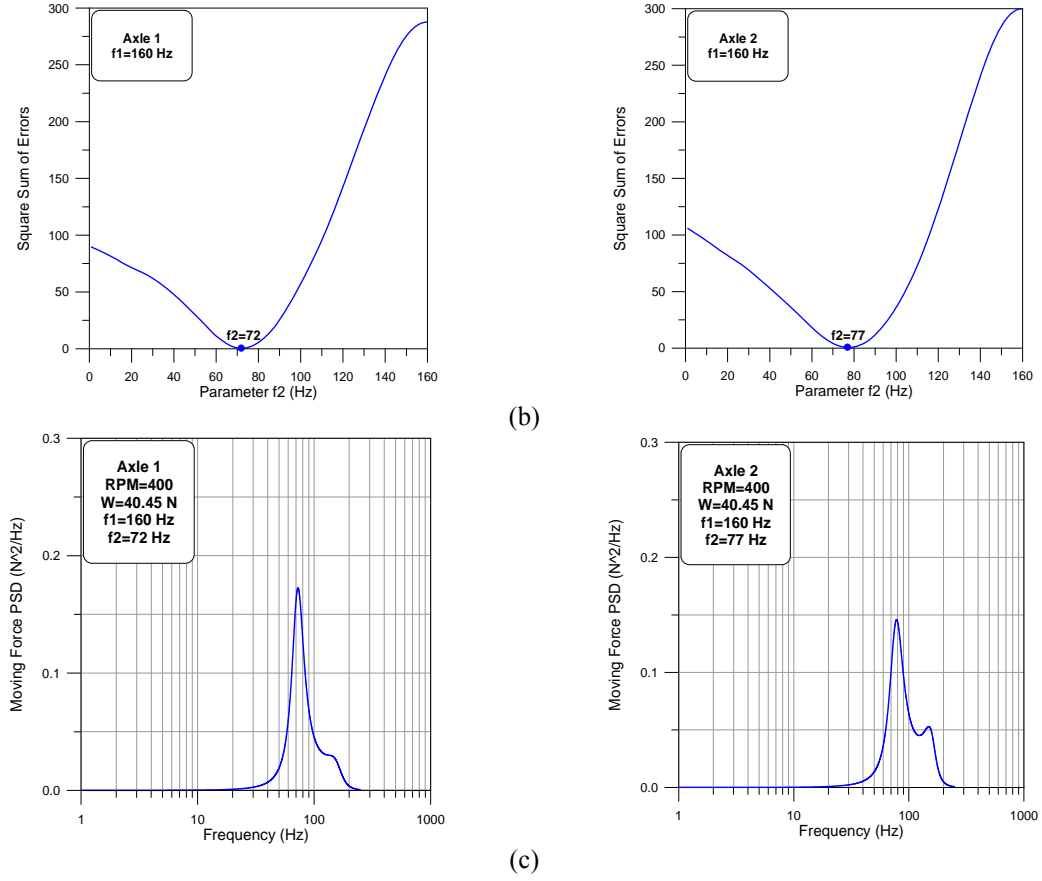 300
250
200
150
100
50
0
Square Sum of Errors
Axle 1
f1=160 Hz
f2=72
0 20 40 60 80 100 120 140 160
Parameter f2 (Hz)
300
250
200
150
100
50
0
Square Sum of Errors
Axle 2
f1=160 Hz
f2=77
0 20 40 60 80 100 120 140 160
Parameter f2 (Hz)
(b)
0.3
0.2
0.1
0.0
Moving Force PSD (N^2/Hz)
Axle 1
RPM=400
W=40.45 N
f1=160 Hz
f2=72 Hz
1 10 100 1000
Frequency (Hz)
0.3
0.2
0.1
0.0
Moving Force PSD (N^2/Hz)
Axle 2
RPM=400
W=40.45 N
f1=160 Hz
f2=77 Hz
1 10 100 1000
Frequency (Hz)
(c)